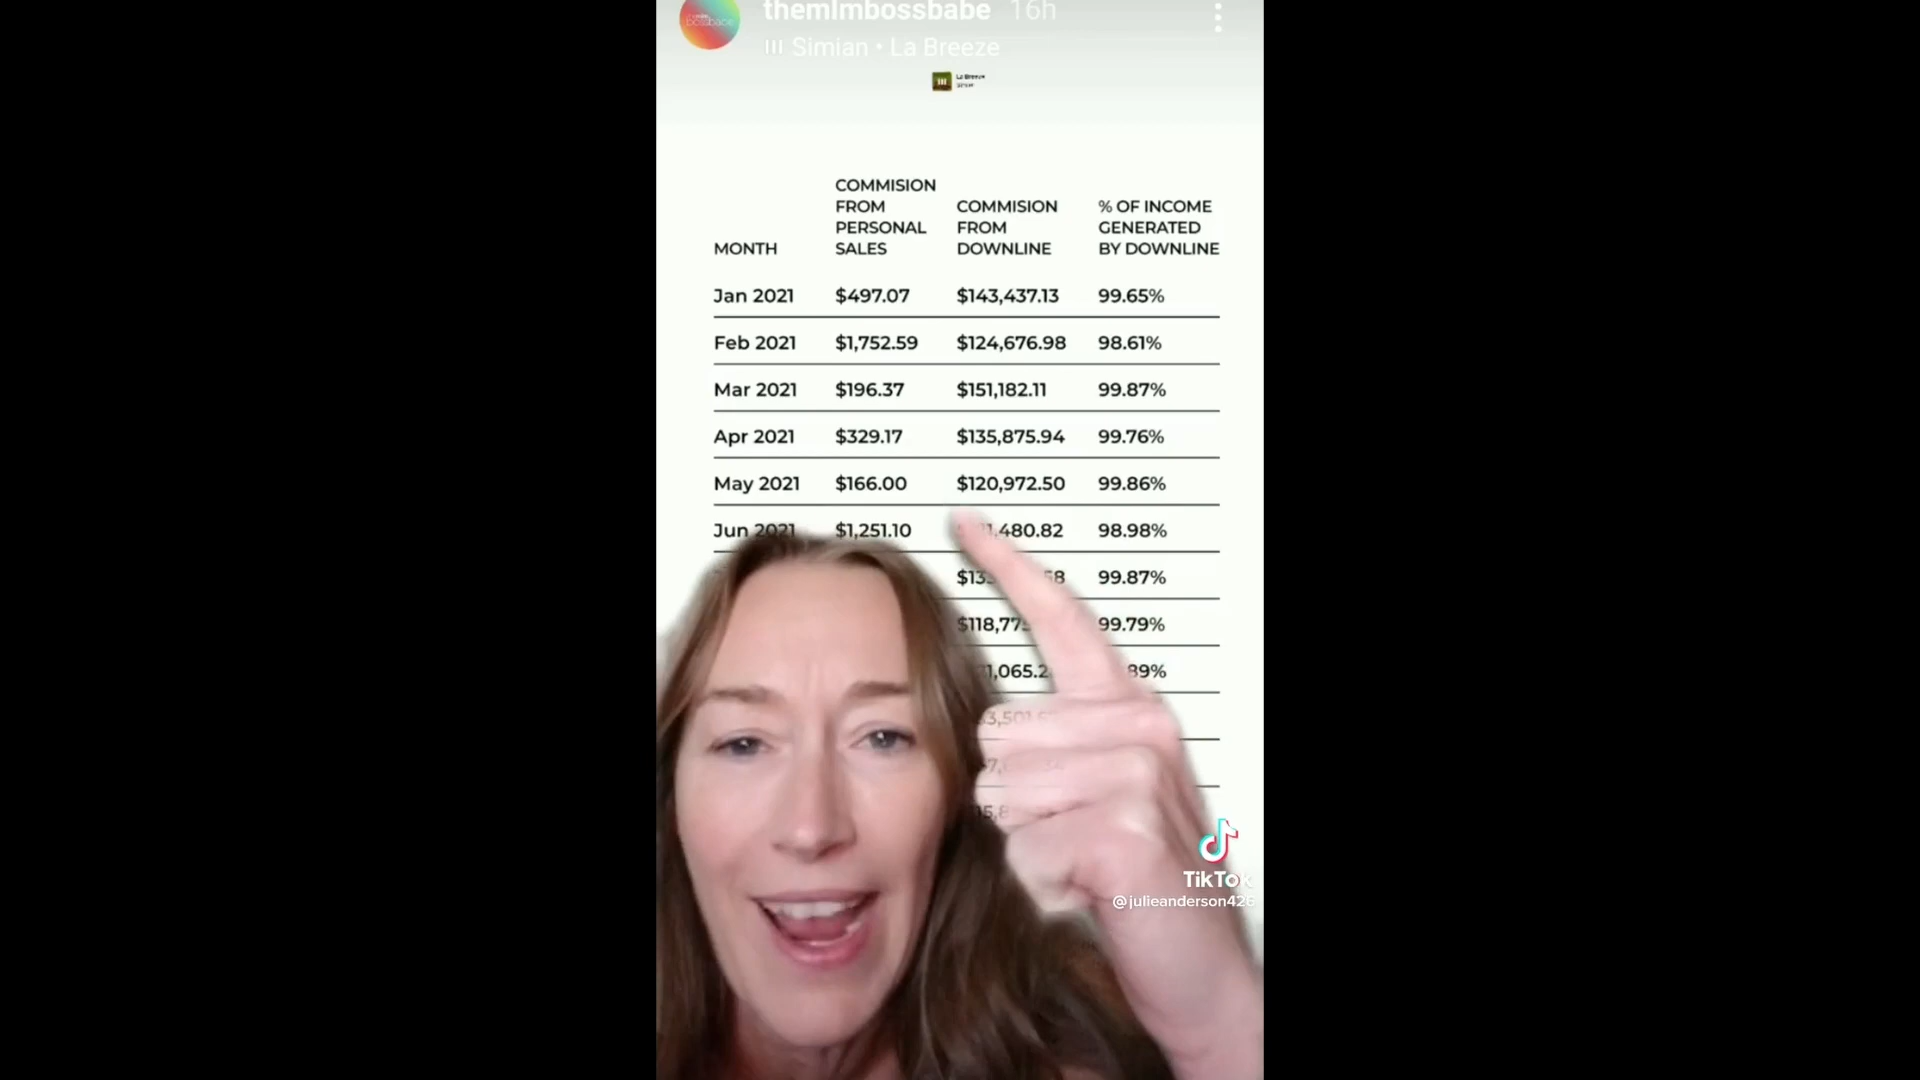 themlmbossbabe 16h
Simian • La Breeze
La Breeze
COMMISION
FROM
PERSONAL
SALES
COMMISION
FROM
DOWNLINE
% OF INCOME
GENERATED
BY DOWNLINE
MONTH
Jan 2021 $497.07 $143,437.13 99.65%
Feb 2021 $1,752.59 $124,676.98 98.61%
Mar 2021 $196.37 $151,182.11 99.87%
Apr 2021 $329.17 $135,875.94 99.76%
May 2021 $166.00 $120,972.50 99.86%
Jun 2021 $1,251.10 480.82 98.98%
99.87%
99.79%
TikTok
@julieanderson426